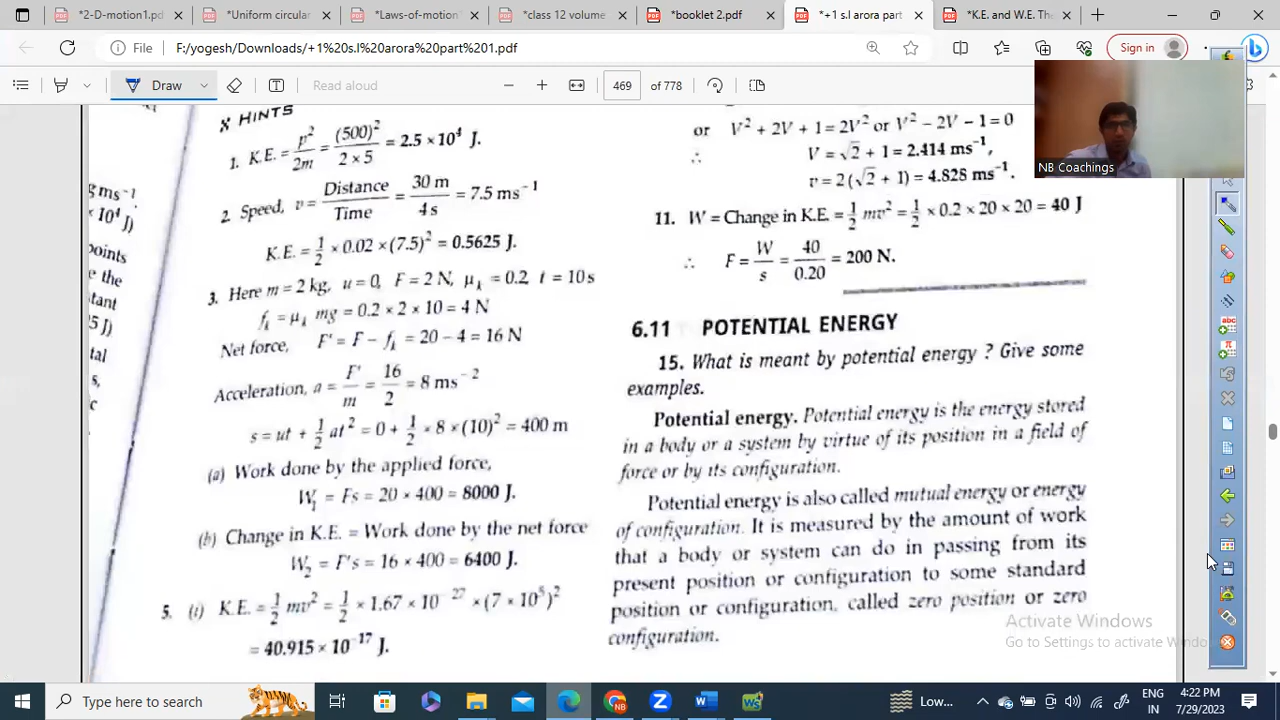 *2-D-motion1.pd
*Uniform circular
*Laws-of-motion
*class 12 volume
*booklet 2.pdf
*+1 s.l arora part
*K.E. and W.E. The
File
F:/yogesh/Downloads/+1%20s.l%20arora%20part%201.pdf
Sign in
Draw
Read aloud
469 of 778
NB Coachings
HINTS
1. K.E. = p²/2m = (500)²/(2 × 5) = 2.5 × 10⁴ J.
2. Speed, v = Distance/Time = 30 m/4 s = 7.5 ms⁻¹
K.E. = 1/2 × 0.02 × (7.5)² = 0.5625 J.
3. Here m = 2 kg, u = 0, F = 2 N, μₖ = 0.2, t = 10 s
fₖ = μₖ mg = 0.2 × 2 × 10 = 4 N
Net force, F' = F − fₖ = 20 − 4 = 16 N
Acceleration, a = F'/m = 16/2 = 8 ms⁻²
s = ut + 1/2 at² = 0 + 1/2 × 8 × (10)² = 400 m
(a) Work done by the applied force,
W₁ = Fs = 20 × 400 = 8000 J.
(b) Change in K.E. = Work done by the net force
W₂ = F's = 16 × 400 = 6400 J.
5. (i) K.E. = 1/2 mv² = 1/2 × 1.67 × 10⁻²⁷ × (7 × 10⁵)²
= 40.915 × 10⁻¹⁷ J.
or V² + 2V + 1 = 2V² or V² − 2V − 1 = 0
∴ V = √2 + 1 = 2.414 ms⁻¹,
v = 2(√2 + 1) = 4.828 ms⁻¹.
11. W = Change in K.E. = 1/2 mv² = 1/2 × 0.2 × 20 × 20 = 40 J
∴ F = W/s = 40/0.20 = 200 N.
6.11 POTENTIAL ENERGY
15. What is meant by potential energy ? Give some
examples.
Potential energy. Potential energy is the energy stored
in a body or a system by virtue of its position in a field of
force or by its configuration.
Potential energy is also called mutual energy or energy
of configuration. It is measured by the amount of work
that a body or system can do in passing from its
present position or configuration to some standard
position or configuration, called zero position or zero
configuration.
Activate Windows
Go to Settings to activate Windo
Type here to search
Low...
ENG
IN
4:22 PM
7/29/2023